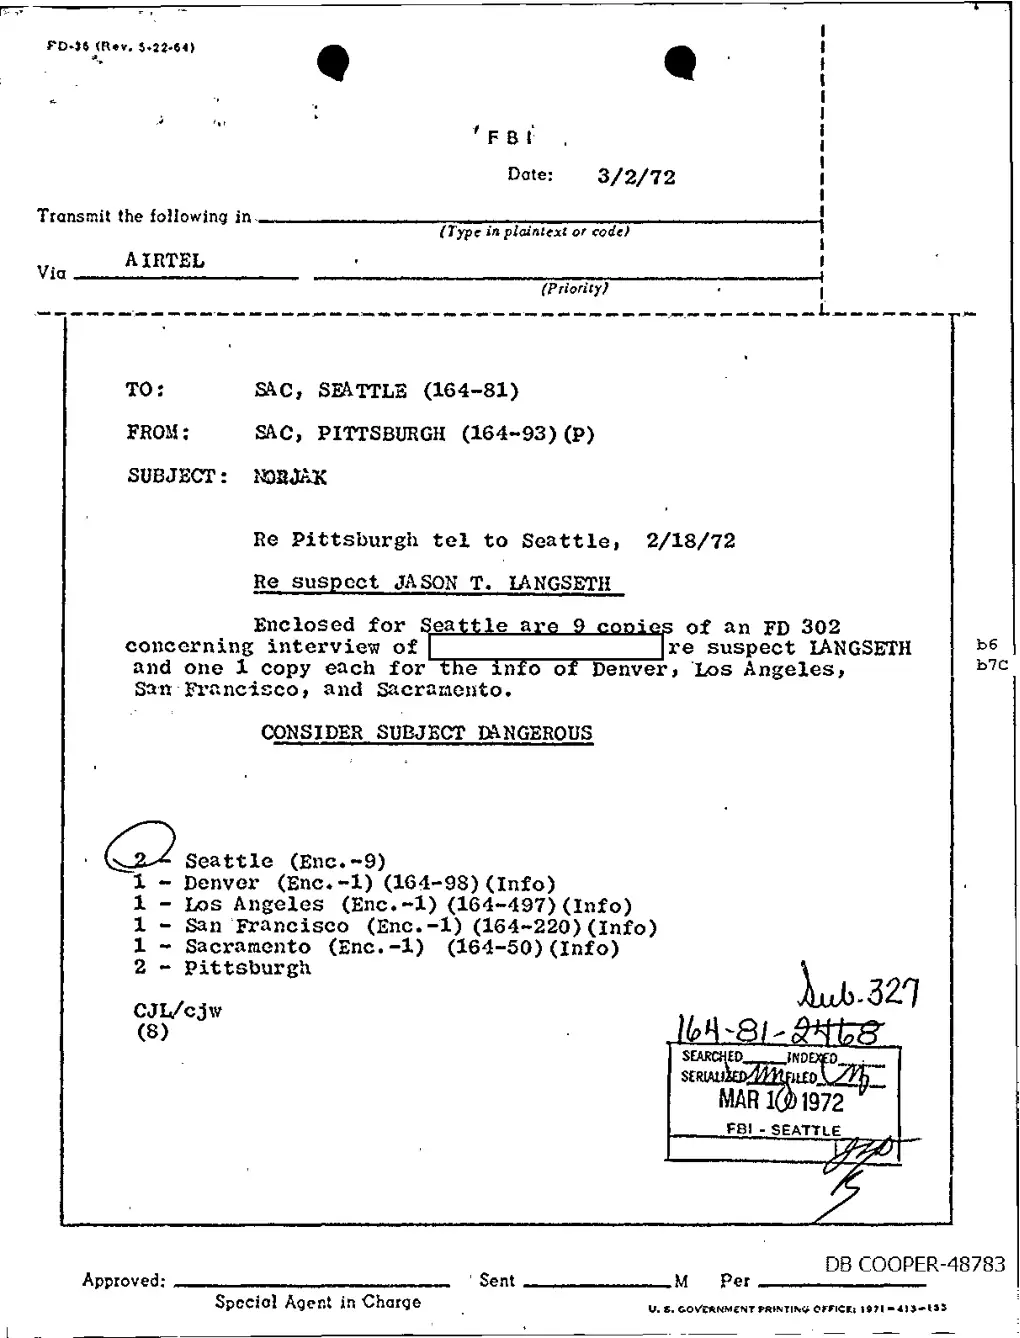 FD-36 (Rev. 5-22-64)
FBI
Date: 3/2/72
Transmit the following in
(Type in plaintext or code)
Via AIRTEL
(Priority)
TO: SAC, SEATTLE (164-81)
FROM: SAC, PITTSBURGH (164-93)(P)
SUBJECT: NORJAK
Re Pittsburgh tel to Seattle, 2/18/72
Re suspect JASON T. LANGSETH
Enclosed for Seattle are 9 copies of an FD 302
concerning interview of re suspect LANGSETH
b6
and one 1 copy each for the info of Denver, Los Angeles,
b7C
San Francisco, and Sacramento.
CONSIDER SUBJECT DANGEROUS
2 - Seattle (Enc.-9)
1 - Denver (Enc.-1)(164-98)(Info)
1 - Los Angeles (Enc.-1)(164-497)(Info)
1 - San Francisco (Enc.-1)(164-220)(Info)
1 - Sacramento (Enc.-1) (164-50)(Info)
2 - Pittsburgh
Sub. 327
CJL/cjw
(8)
164-81-2468
SEARCHED INDEXED
SERIALIZED FILED
MAR 10 1972
FBI - SEATTLE
DB COOPER-48783
Approved: Sent M Per
Special Agent in Charge
U. S. GOVERNMENT PRINTING OFFICE: 1971-413-135